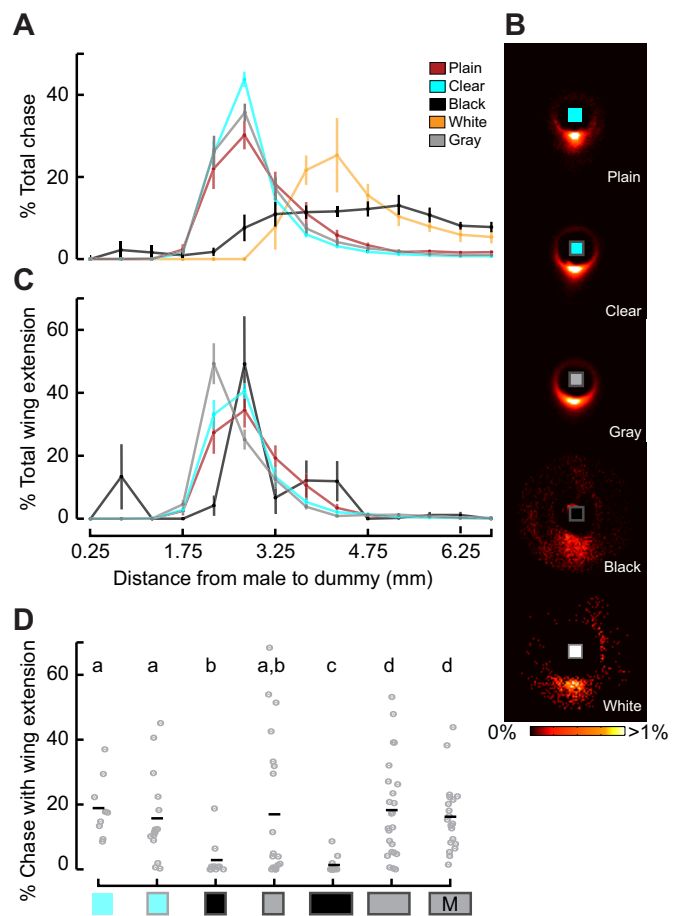 A
% Total chase
40
20
0
Plain
Clear
Black
White
Gray
B
Plain
Clear
Gray
Black
White
0% >1%
C
% Total wing extension
60
40
20
0
0.25 1.75 3.25 4.75 6.25
Distance from male to dummy (mm)
D
% Chase with wing extension
60
40
20
0
a a b a,b c d d
M